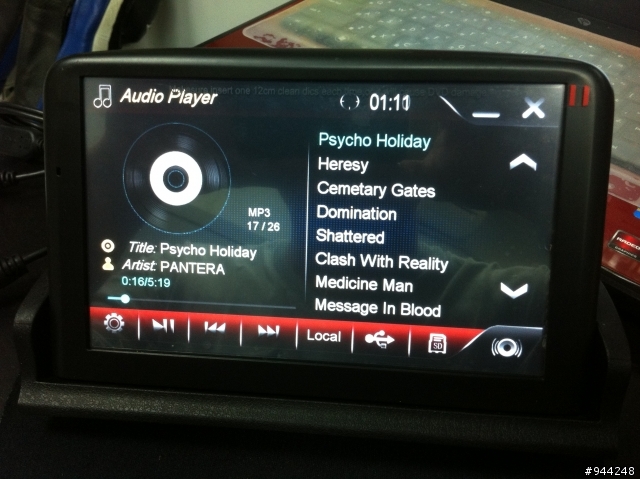 Audio Player
01:11
MP3
17 / 26
Title: Psycho Holiday
Artist: PANTERA
0:16/5:19
Psycho Holiday
Heresy
Cemetary Gates
Domination
Shattered
Clash With Reality
Medicine Man
Message In Blood
Local
SD
RADEON
#944248